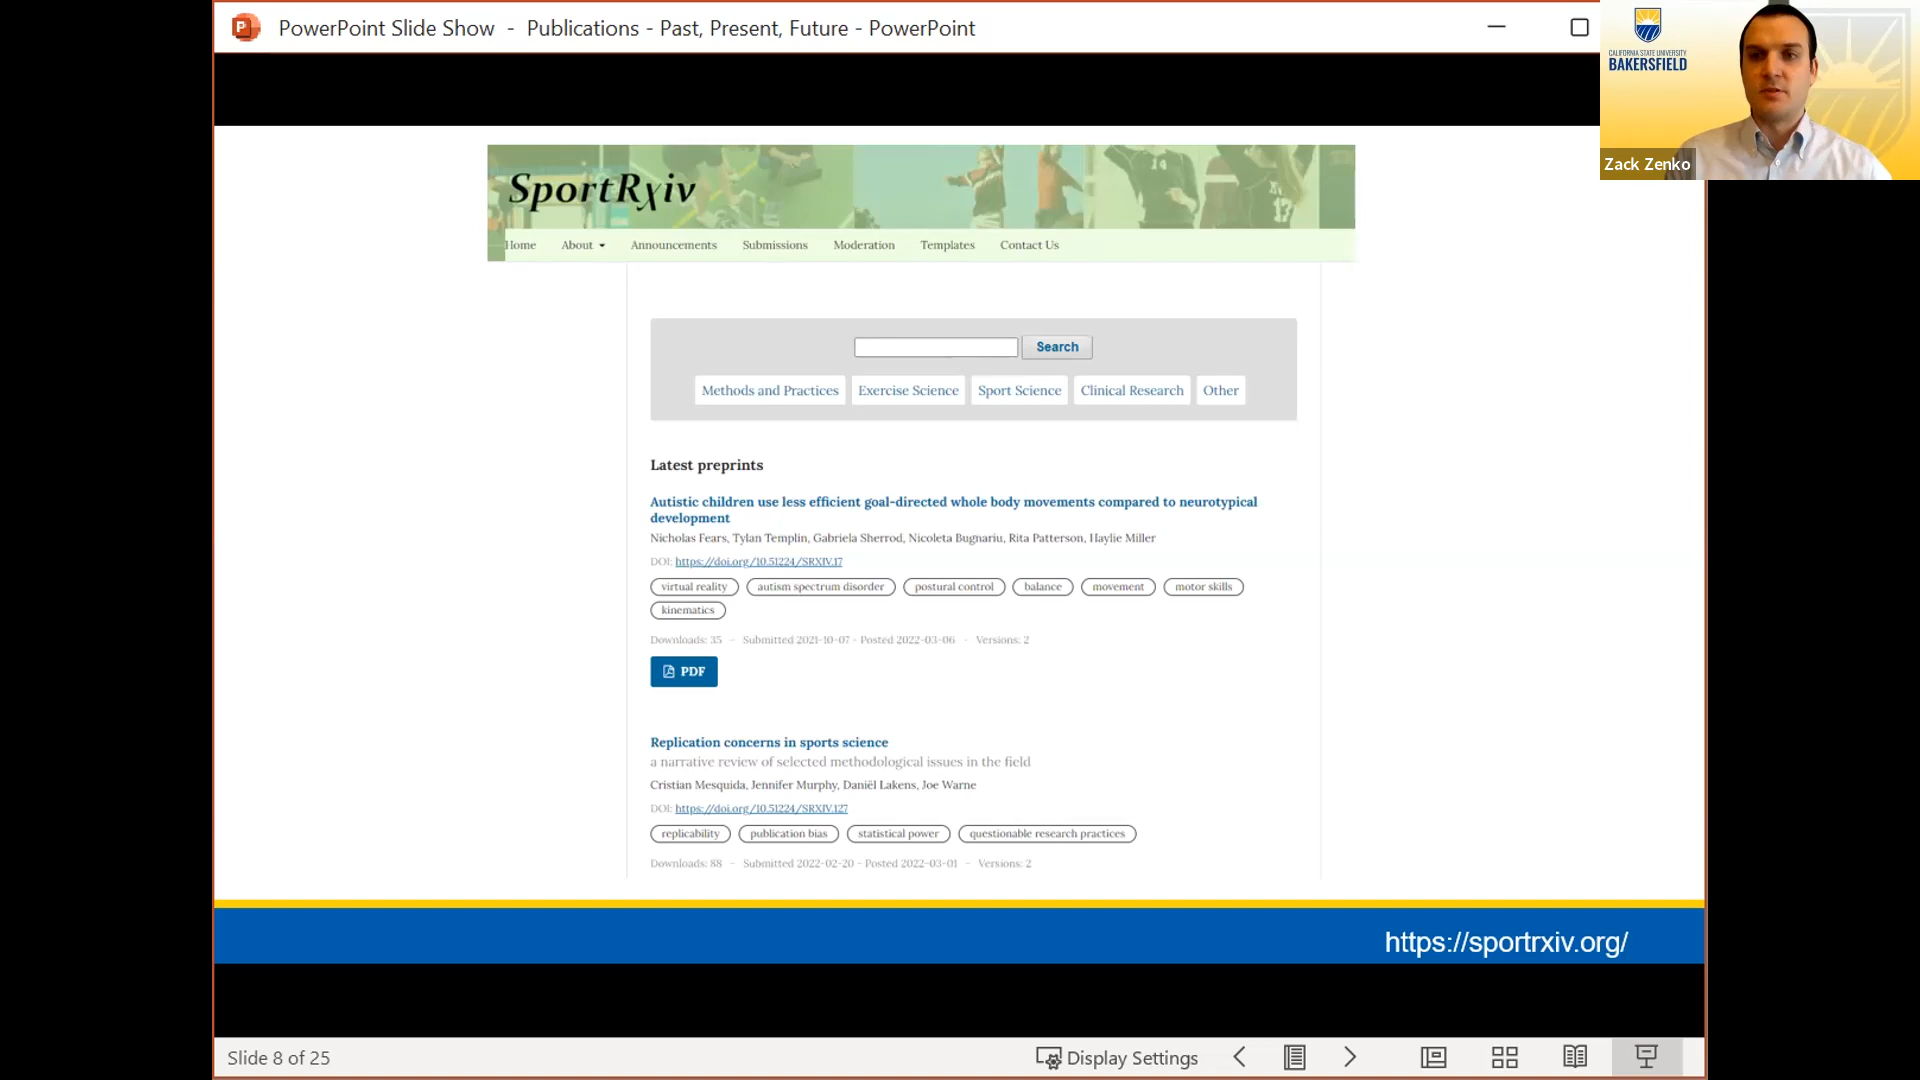 PowerPoint Slide Show - Publications - Past, Present, Future - PowerPoint
CALIFORNIA STATE UNIVERSITY
BAKERSFIELD
Zack Zenko
SportRχiv
14
13
Home About Announcements Submissions Moderation Templates Contact Us
Search
Methods and Practices Exercise Science Sport Science Clinical Research Other
Latest preprints
Autistic children use less efficient goal-directed whole body movements compared to neurotypical
development
Nicholas Fears, Tylan Templin, Gabriela Sherrod, Nicoleta Bugnariu, Rita Patterson, Haylie Miller
DOI: https://doi.org/10.51224/SRXIV.17
virtual reality autism spectrum disorder postural control balance movement motor skills
kinematics
Downloads: 35 - Submitted 2021-10-07 - Posted 2022-03-06 - Versions: 2
PDF
Replication concerns in sports science
a narrative review of selected methodological issues in the field
Cristian Mesquida, Jennifer Murphy, Daniël Lakens, Joe Warne
DOI: https://doi.org/10.51224/SRXIV.127
replicability publication bias statistical power questionable research practices
Downloads: 88 - Submitted 2022-02-20 - Posted 2022-03-01 - Versions: 2
https://sportrxiv.org/
Slide 8 of 25
Display Settings